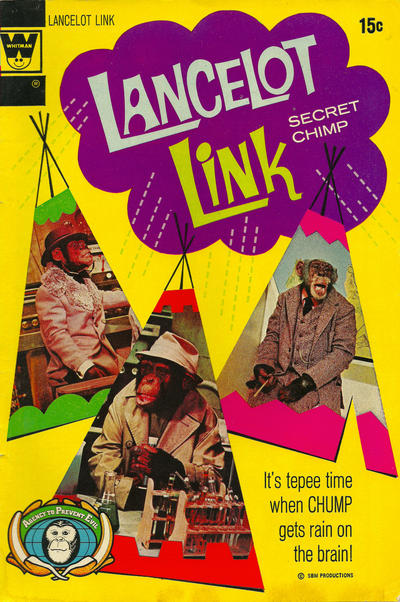 WHITMAN
LANCELOT LINK
15c
LANCELOT
LINK
SECRET
CHIMP
AGENCY TO PREVENT EVIL
It's tepee time
when CHUMP
gets rain on
the brain!
© SBM PRODUCTIONS